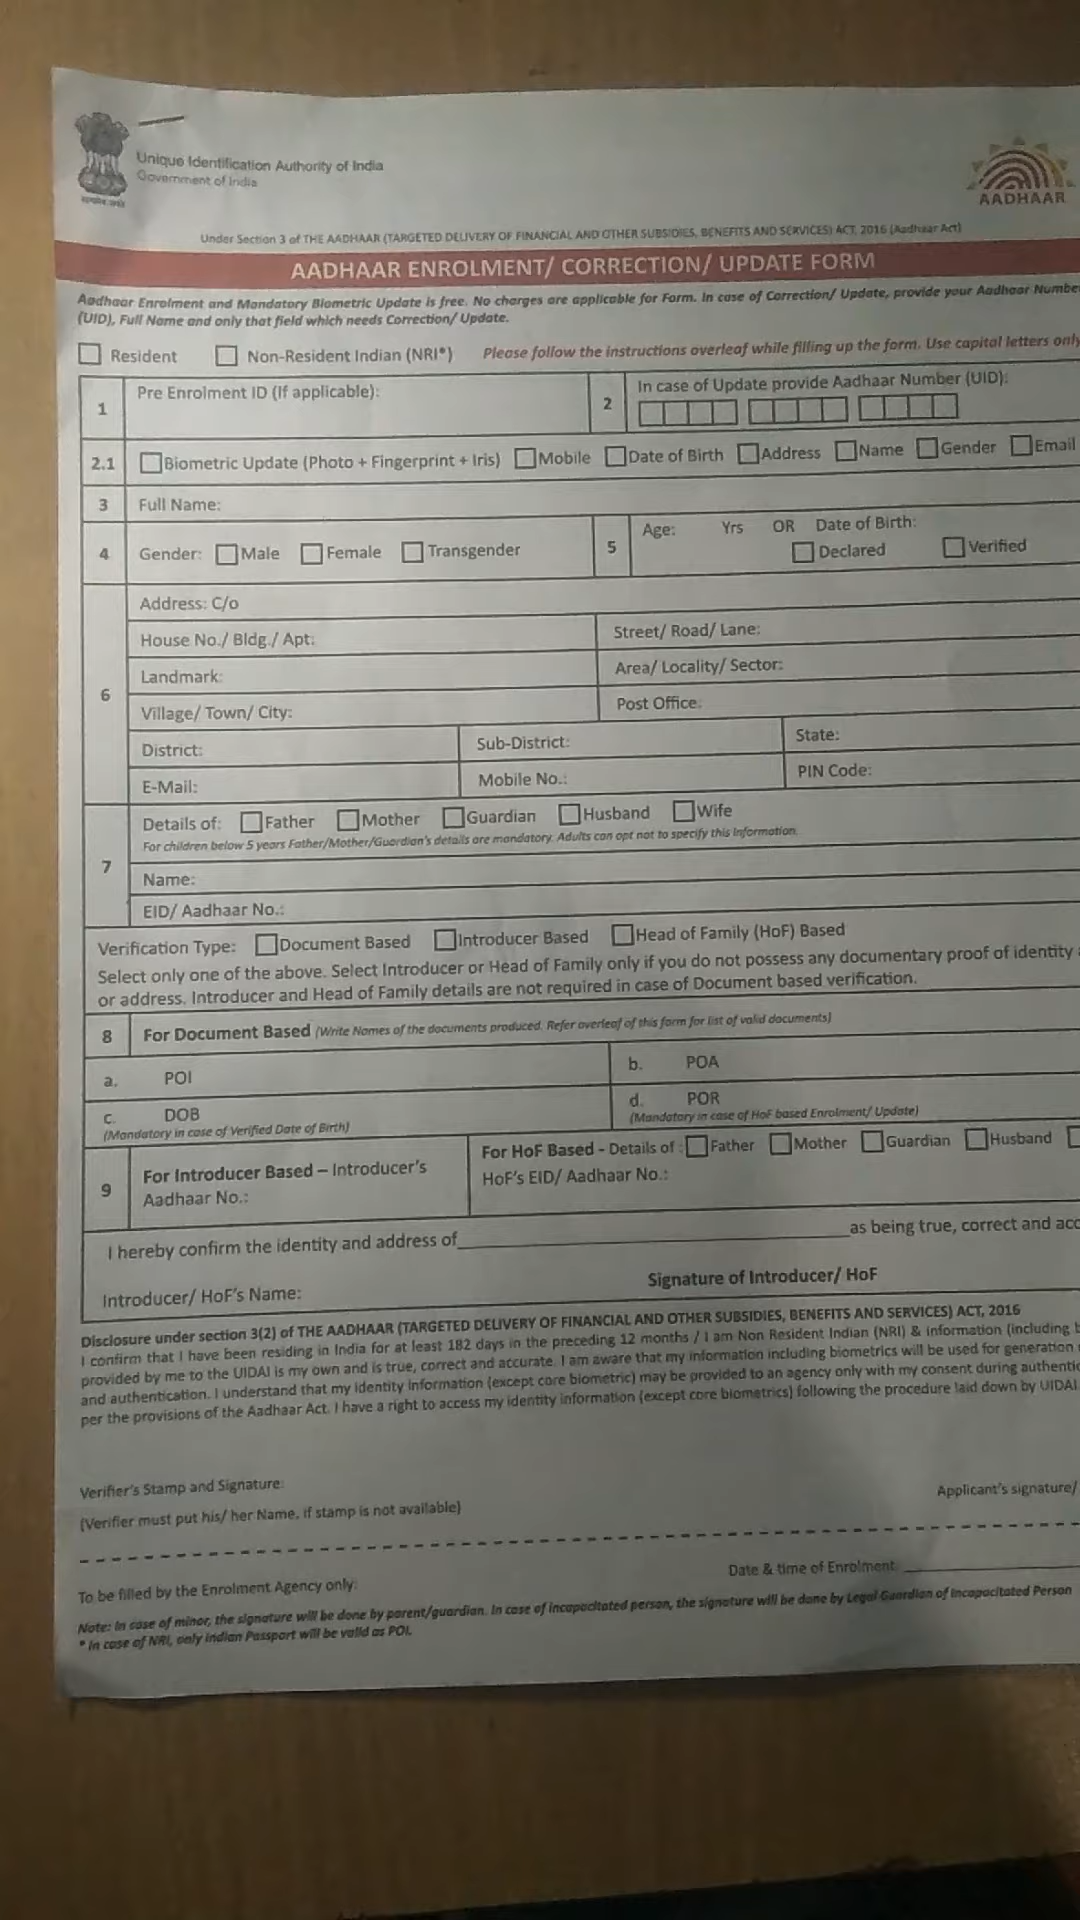 Unique Identification Authority of India
Government of India
AADHAAR
Under Section 3 of THE AADHAAR (TARGETED DELIVERY OF FINANCIAL AND OTHER SUBSIDIES, BENEFITS AND SERVICES) ACT, 2016 (Aadhaar Act)
AADHAAR ENROLMENT/ CORRECTION/ UPDATE FORM
Aadhaar Enrolment and Mandatory Biometric Update is free. No charges are applicable for Form. In case of Correction/ Update, provide your Aadhaar Number
(UID), Full Name and only that field which needs Correction/ Update.
Resident Non-Resident Indian (NRI*) Please follow the instructions overleaf while filling up the form. Use capital letters only
1 Pre Enrolment ID (If applicable): 2 In case of Update provide Aadhaar Number (UID):
2.1 Biometric Update (Photo + Fingerprint + Iris) Mobile Date of Birth Address Name Gender Email
3 Full Name:
4 Gender: Male Female Transgender 5 Age: Yrs OR Date of Birth:
Declared Verified
6 Address: C/o
House No./ Bldg./ Apt: Street/ Road/ Lane:
Landmark: Area/ Locality/ Sector:
Village/ Town/ City: Post Office:
District: Sub-District: State:
E-Mail: Mobile No.: PIN Code:
7 Details of: Father Mother Guardian Husband Wife
For children below 5 years Father/Mother/Guardian's details are mandatory. Adults can opt not to specify this Information.
Name:
EID/ Aadhaar No.:
Verification Type: Document Based Introducer Based Head of Family (HoF) Based
Select only one of the above. Select Introducer or Head of Family only if you do not possess any documentary proof of identity
or address. Introducer and Head of Family details are not required in case of Document based verification.
8 For Document Based (Write Names of the documents produced. Refer overleaf of this form for list of valid documents)
a. POI b. POA
c. DOB d. POR
(Mandatory in case of Verified Date of Birth) (Mandatory in case of HoF based Enrolment/ Update)
9 For Introducer Based – Introducer's
Aadhaar No.:
For HoF Based - Details of : Father Mother Guardian Husband
HoF's EID/ Aadhaar No.:
I hereby confirm the identity and address of as being true, correct and acc
Introducer/ HoF's Name: Signature of Introducer/ HoF
Disclosure under section 3(2) of THE AADHAAR (TARGETED DELIVERY OF FINANCIAL AND OTHER SUBSIDIES, BENEFITS AND SERVICES) ACT, 2016
I confirm that I have been residing in India for at least 182 days in the preceding 12 months / I am Non Resident Indian (NRI) & information (including
provided by me to the UIDAI is my own and is true, correct and accurate. I am aware that my information including biometrics will be used for generation
and authentication. I understand that my identity information (except core biometric) may be provided to an agency only with my consent during authentic
per the provisions of the Aadhaar Act. I have a right to access my identity information (except core biometrics) following the procedure laid down by UIDAI
Verifier's Stamp and Signature:
(Verifier must put his/ her Name, if stamp is not available)
Applicant's signature/
To be filled by the Enrolment Agency only: Date & time of Enrolment:
Note: In case of minor, the signature will be done by parent/guardian. In case of incapacitated person, the signature will be done by Legal Guardian of Incapacitated Person
* In case of NRI, only Indian Passport will be valid as POI.